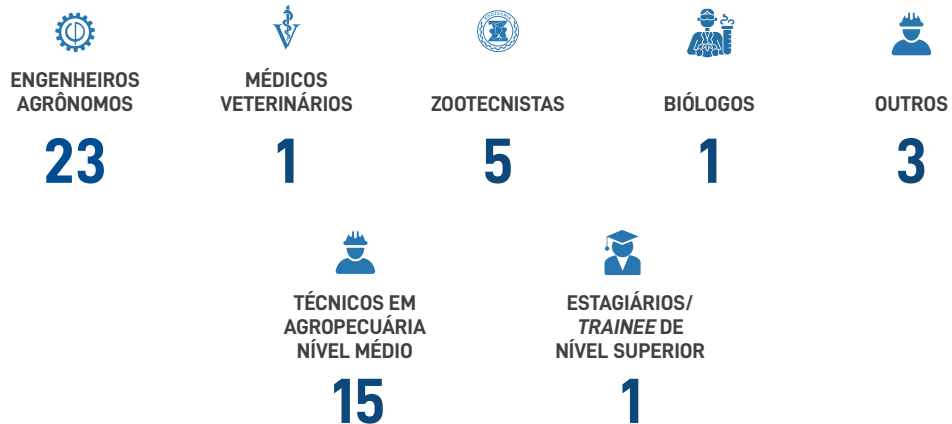 ENGENHEIROS
AGRÔNOMOS
23
MÉDICOS
VETERINÁRIOS
1
ZOOTECNISTAS
5
BIÓLOGOS
1
OUTROS
3
TÉCNICOS EM
AGROPECUÁRIA
NÍVEL MÉDIO
15
ESTAGIÁRIOS/
TRAINEE DE
NÍVEL SUPERIOR
1